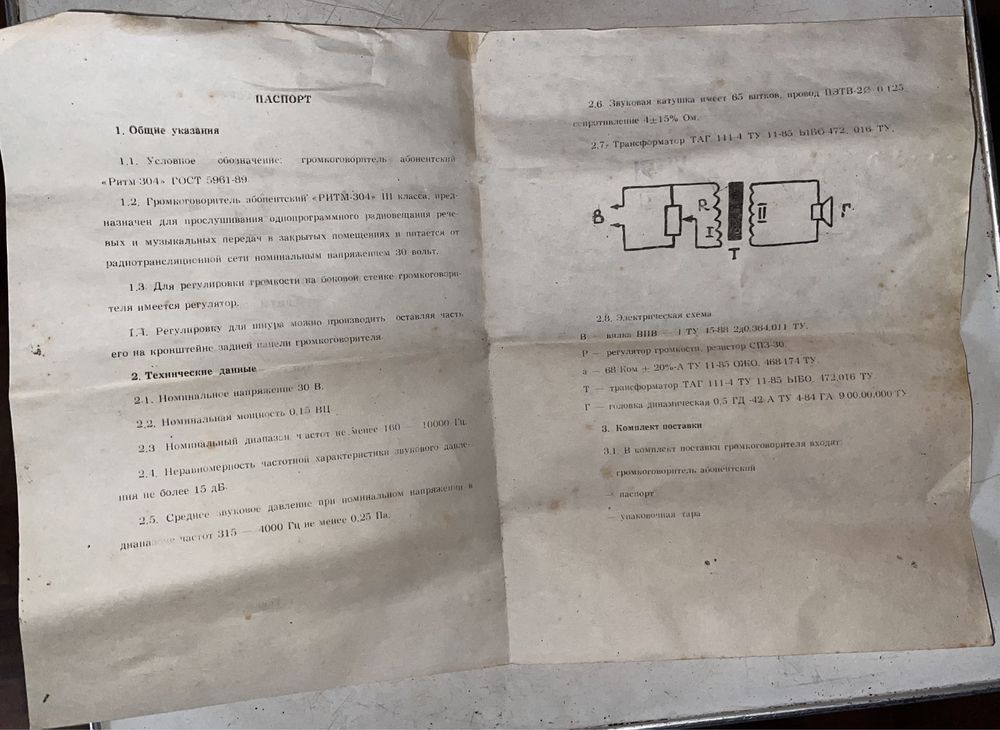 ПАСПОРТ
1. Общие указания
1.1. Условное обозначение: громкоговоритель абонентский
«Ритм-304» ГОСТ 5961-89.
1.2. Громкоговоритель абонентский «РИТМ-304» III класса, пред-
назначен для прослушивания однопрограммного радиовещания рече-
вых и музыкальных передач в закрытых помещениях и питается от
радиотрансляционной сети номинальным напряжением 30 вольт.
1.3. Для регулировки громкости на боковой стенке громкоговори-
теля имеется регулятор.
1.4. Регулировку для шнура можно производить оставляя часть
его на кронштейне задней панели громкоговорителя
2. Технические данные
2.1. Номинальное напряжение 30 В.
2.2. Номинальная мощность 0,15 ВЦ
2.3 Номинальный диапазон частот не менее 160 — 10000 Гц.
2.4. Неравномерность частотной характеристики звукового давле-
ния не более 15 дБ.
2.5. Среднее звуковое давление при номинальном напряжении в
диапазоне частот 315 — 4000 Гц не менее 0,25 Па.
2.6. Звуковая катушка имеет 65 витков, провод ПЭТВ-2Ø 0,125,
сопротивление 4±15% Ом.
2.7. Трансформатор ТАГ 111-4 ТУ 11-85 ЫБО 472. 016 ТУ.
В
R
I
II
Г
Т
2.8. Электрическая схема
В — вилка ВПВ — 1 ТУ 45-88 2д0.364.011 ТУ.
Р — регулятор громкости, резистор СПЗ-30.
а — 68 Ком ± 20%-А ТУ 11-85 ОЖО. 468.174 ТУ.
Т — трансформатор ТАГ 111-4 ТУ 11-85 ЫБО. 472.016 ТУ.
Г — головка динамическая 0,5 ГД -42-А ТУ 4-84 ГА 9.00.00.000 ТУ
3. Комплект поставки
3.1. В комплект поставки громкоговорителя входят:
громкоговоритель абонентский
— паспорт
— упаковочная тара